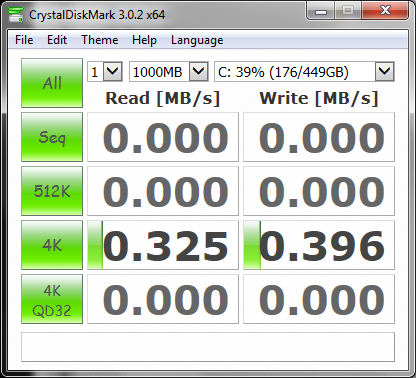 CrystalDiskMark 3.0.2 x64
File Edit Theme Help Language
All 1 1000MB C: 39% (176/449GB)
Read [MB/s] Write [MB/s]
Seq 0.000 0.000
512K 0.000 0.000
4K 0.325 0.396
4K
QD32 0.000 0.000